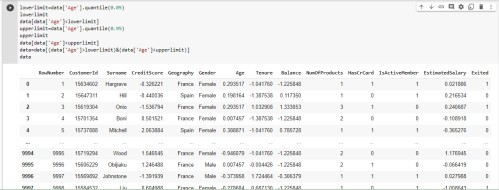 lowerlimit=data['Age'].quantile(0.05)
lowerlimit
data[data['Age']<lowerlimit]
upperlimit=data['Age'].quantile(0.95)
upperlimit
data[data['Age']>upperlimit]
data=data[(data['Age']>lowerlimit)&(data['Age']<upperlimit)]
data
RowNumber CustomerId Surname CreditScore Geography Gender Age Tenure Balance NumOfProducts HasCrCard IsActiveMember EstimatedSalary Exited
0 1 15634602 Hargrave -0.326221 France Female 0.293517 -1.041760 -1.225848 1 1 1 0.021886 1
1 2 15647311 Hill -0.440036 Spain Female 0.198164 -1.387538 0.117350 1 0 1 0.216534 0
2 3 15619304 Onio -1.536794 France Female 0.293517 1.032908 1.333053 3 1 0 0.240687 1
3 4 15701354 Boni 0.501521 France Female 0.007457 -1.387538 -1.225848 2 0 0 -0.108918 0
4 5 15737888 Mitchell 2.063884 Spain Female 0.388871 -1.041760 0.785728 1 1 1 -0.365276 0
... ... ... ... ... ... ... ... ... ... ... ... ... ... ...
9994 9995 15719294 Wood 1.546545 France Female -0.946079 -1.041760 -1.225848 2 0 0 1.176945 0
9995 9996 15606229 Obijiaku 1.246488 France Male 0.007457 -0.004426 -1.225848 2 1 0 -0.066419 0
9996 9997 15569892 Johnstone -1.391939 France Male -0.373958 1.724464 -0.306379 1 1 1 0.027988 0
9997 9998 15584532 Liu 0.604988 France Female -0.278604 0.687130 -1.225848 1 0 1 -1.008643 1